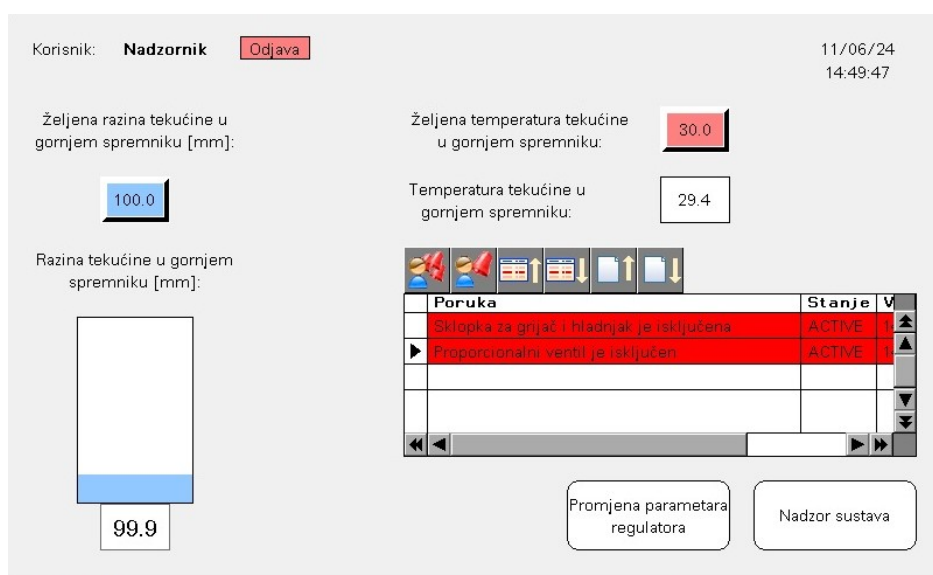 Korisnik: Nadzornik Odjava
11/06/24
14:49:47
Željena razina tekućine u
gornjem spremniku [mm]:
100.0
Razina tekućine u gornjem
spremniku [mm]:
99.9
Željena temperatura tekućine
u gornjem spremniku:
30.0
Temperatura tekućine u
gornjem spremniku:
29.4
Poruka Stanje V
Sklopka za grijač i hladnjak je isključena ACTIVE
Proporcionalni ventil je isključen ACTIVE
Promjena parametara
regulatora
Nadzor sustava